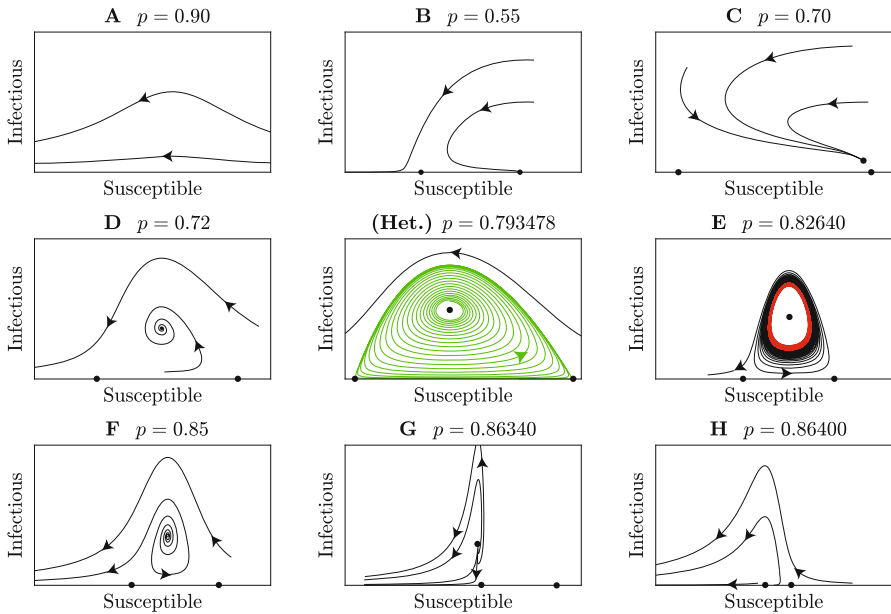 A p = 0.90
Infectious
Susceptible
B p = 0.55
Infectious
Susceptible
C p = 0.70
Infectious
Susceptible
D p = 0.72
Infectious
Susceptible
(Het.) p = 0.793478
Infectious
Susceptible
E p = 0.82640
Infectious
Susceptible
F p = 0.85
Infectious
Susceptible
G p = 0.86340
Infectious
Susceptible
H p = 0.86400
Infectious
Susceptible